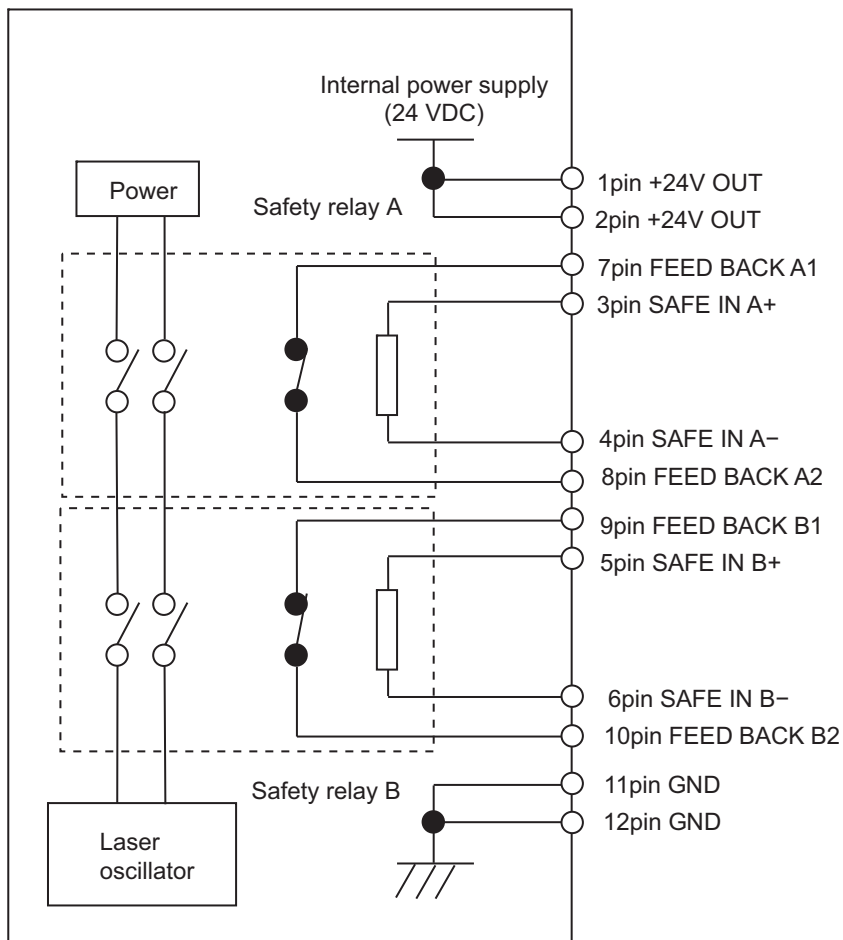 Internal power supply
(24 VDC)
Power
Safety relay A
1pin +24V OUT
2pin +24V OUT
7pin FEED BACK A1
3pin SAFE IN A+
4pin SAFE IN A−
8pin FEED BACK A2
9pin FEED BACK B1
5pin SAFE IN B+
6pin SAFE IN B−
10pin FEED BACK B2
Safety relay B
11pin GND
12pin GND
Laser
oscillator